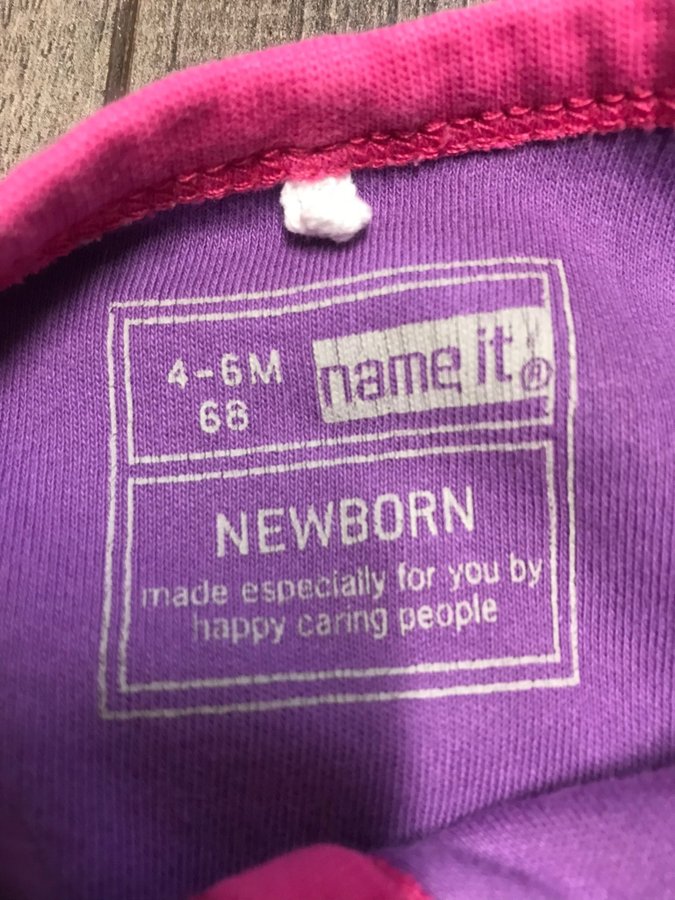 4-6M
68
name it®
NEWBORN
made especially for you by
happy caring people